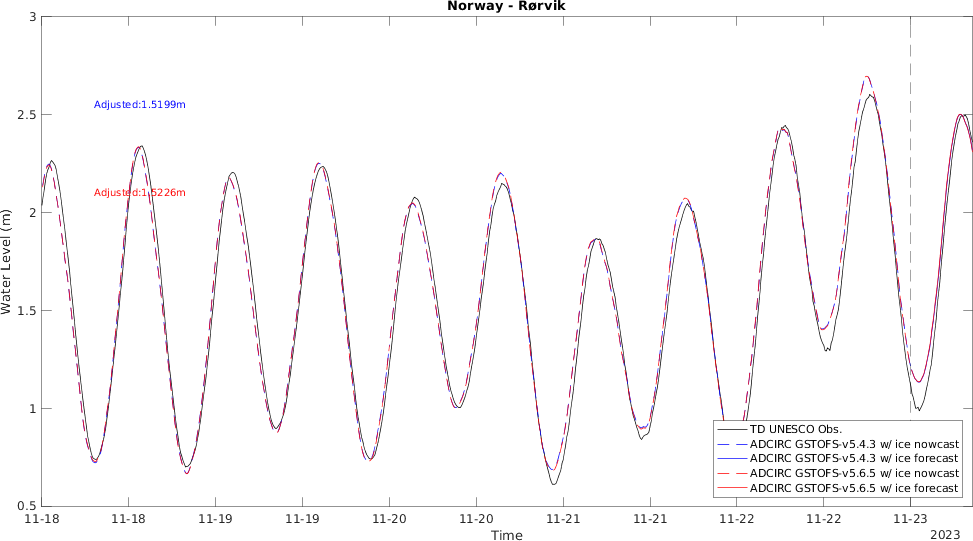 Norway - Rørvik
3
2.5
2
1.5
1
0.5
Water Level (m)
Adjusted:1.5199m
Adjusted:1.5226m
TD UNESCO Obs.
ADCIRC GSTOFS-v5.4.3 w/ ice nowcast
ADCIRC GSTOFS-v5.4.3 w/ ice forecast
ADCIRC GSTOFS-v5.6.5 w/ ice nowcast
ADCIRC GSTOFS-v5.6.5 w/ ice forecast
11-18 11-18 11-19 11-19 11-20 11-20 11-21 11-21 11-22 11-22 11-23
Time
2023